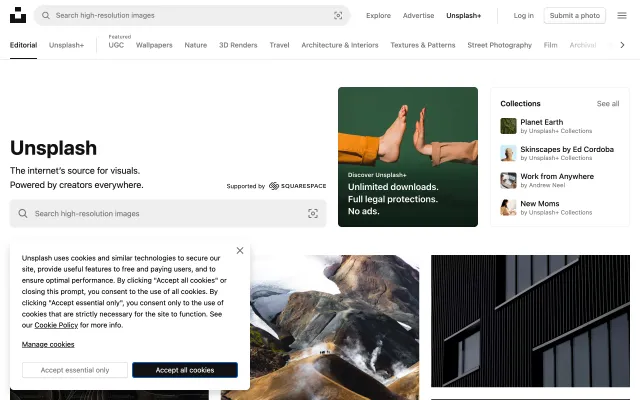 Search high-resolution images
Explore
Advertise
Unsplash+
Log in
Submit a photo
Editorial
Unsplash+
Featured
UGC
Wallpapers
Nature
3D Renders
Travel
Architecture & Interiors
Textures & Patterns
Street Photography
Film
Archival
Unsplash
The internet's source for visuals.
Powered by creators everywhere.
Supported by SQUARESPACE
Search high-resolution images
Discover Unsplash+
Unlimited downloads.
Full legal protections.
No ads.
Collections
See all
Planet Earth
by Unsplash+ Collections
Skinscapes by Ed Cordoba
by Unsplash+ Collections
Work from Anywhere
by Andrew Neel
New Moms
by Unsplash+ Collections
Unsplash uses cookies and similar technologies to secure our
site, provide useful features to free and paying users, and to
ensure optimal performance. By clicking "Accept all cookies" or
closing this prompt, you consent to the use of all cookies. By
clicking "Accept essential only", you consent only to the use of
cookies that are strictly necessary for the site to function. See
our Cookie Policy for more info.
Manage cookies
Accept essential only
Accept all cookies